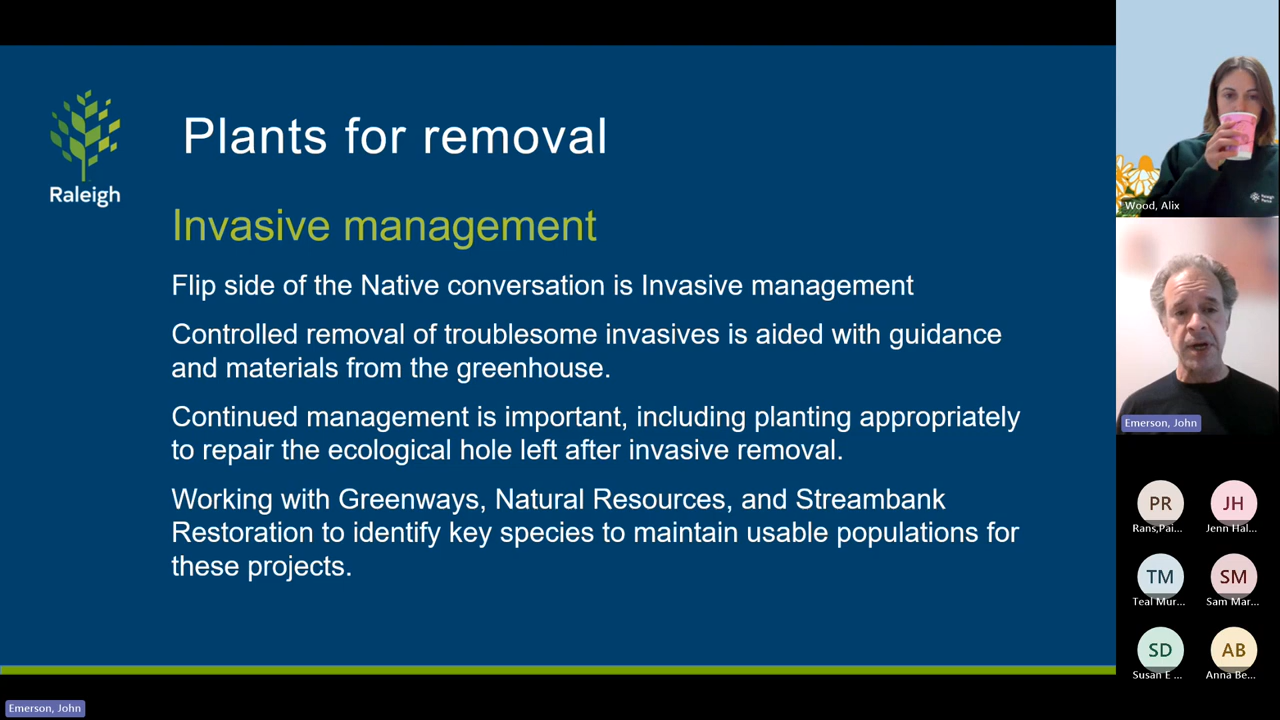 Raleigh
Plants for removal
Invasive management
Flip side of the Native conversation is Invasive management
Controlled removal of troublesome invasives is aided with guidance
and materials from the greenhouse.
Continued management is important, including planting appropriately
to repair the ecological hole left after invasive removal.
Working with Greenways, Natural Resources, and Streambank
Restoration to identify key species to maintain usable populations for
these projects.
Wood, Alix
Emerson, John
PR
Rans,Pai...
JH
Jenn Hal...
TM
Teal Mur...
SM
Sam Mar...
SD
Susan E ...
AB
Anna Be...
Emerson, John